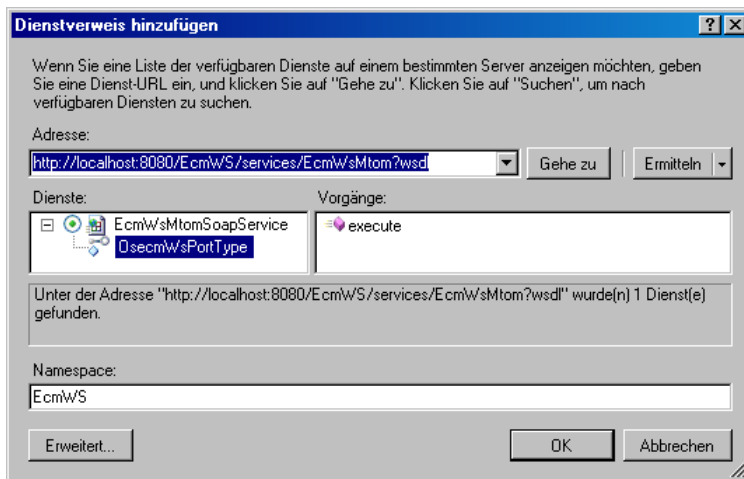 Dienstverweis hinzufügen
Wenn Sie eine Liste der verfügbaren Dienste auf einem bestimmten Server anzeigen möchten, geben
Sie eine Dienst-URL ein, und klicken Sie auf "Gehe zu". Klicken Sie auf "Suchen", um nach
verfügbaren Diensten zu suchen.
Adresse:
http://localhost:8080/EcmWS/services/EcmWsMtom?wsdl
Gehe zu
Ermitteln
Dienste:
Vorgänge:
EcmWsMtomSoapService
execute
OsecmWsPortType
Unter der Adresse "http://localhost:8080/EcmWS/services/EcmWsMtom?wsdl" wurde(n) 1 Dienst(e)
gefunden.
Namespace:
EcmWS
Erweitert...
OK
Abbrechen